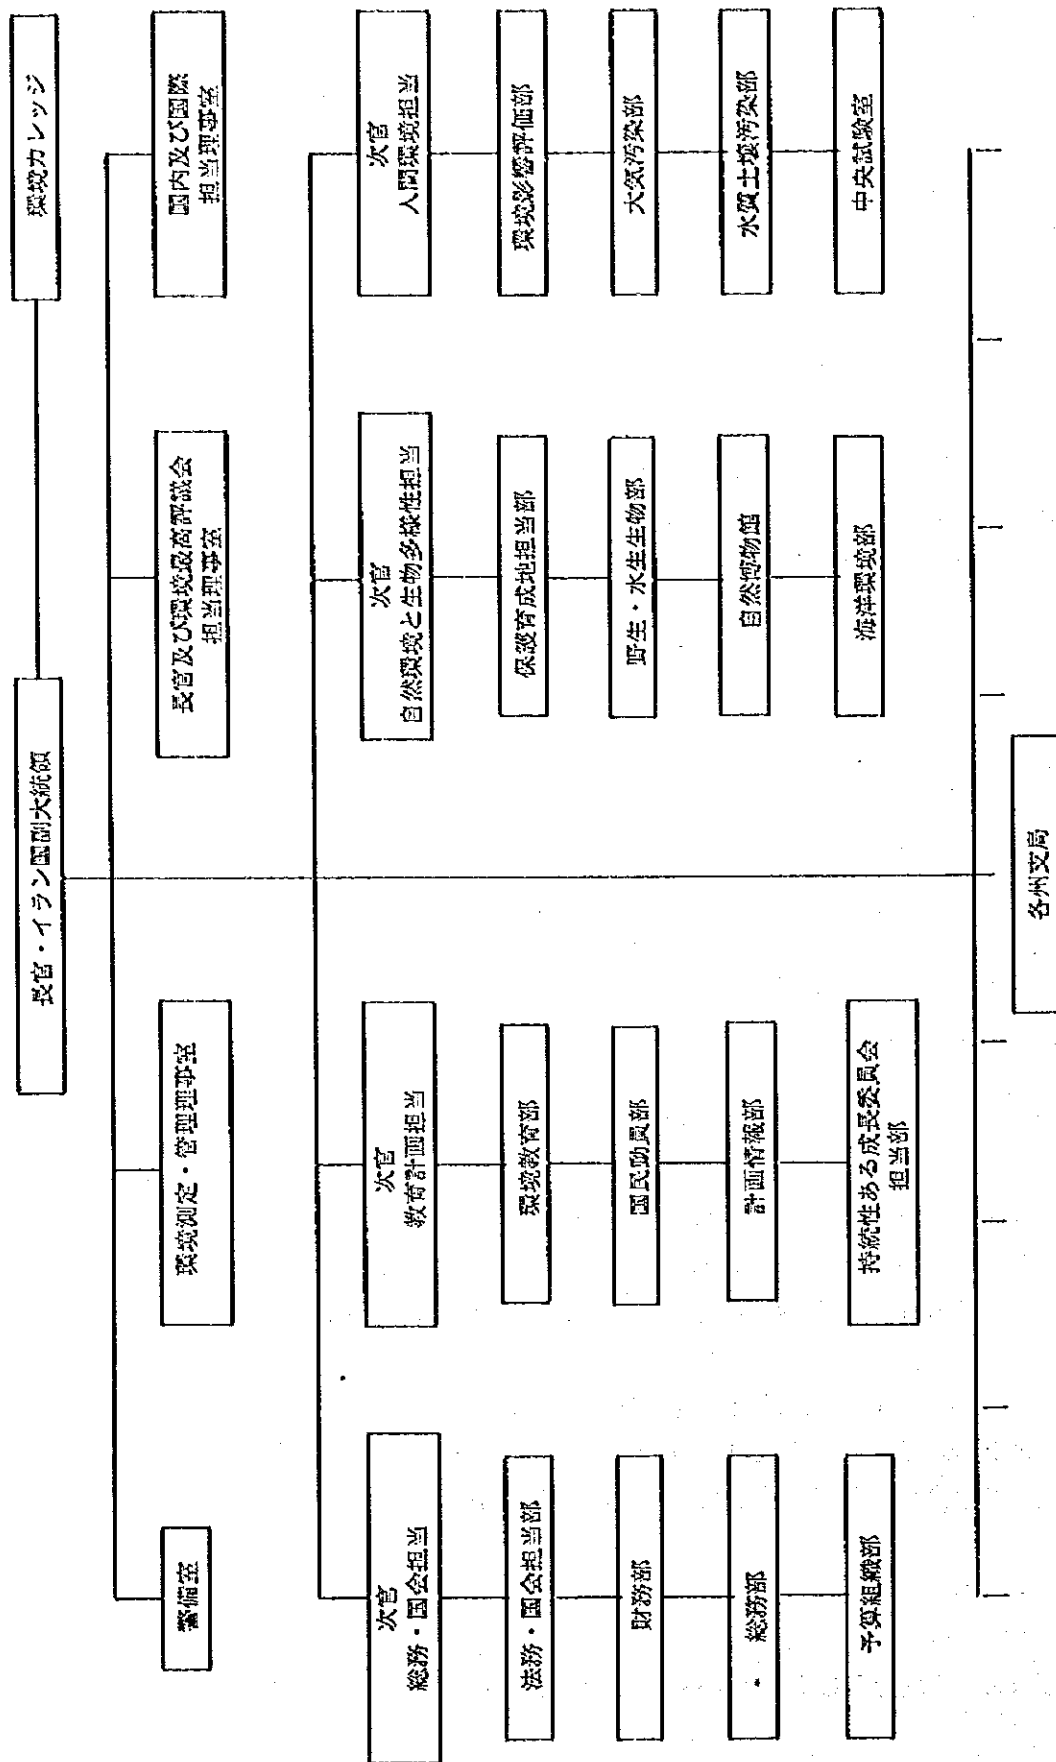 長官・イラン国副大統領
環境カレッジ
警備室
環境測定・管理理事室
長官及び環境最高評議会
担当理事室
国内及び国際
担当理事室
次官
総務・国会担当
次官
教育計画担当
次官
自然環境と生物多様性担当
次官
人間環境担当
法務・国会担当部
環境教育部
保護育成地担当部
環境影響評価部
財務部
国民動員部
野生・水生生物部
大気汚染部
総務部
計画情報部
自然博物館
水質土壌汚染部
予算組織部
持続性ある成長委員会
担当部
海洋環境部
中央試験室
各州支局